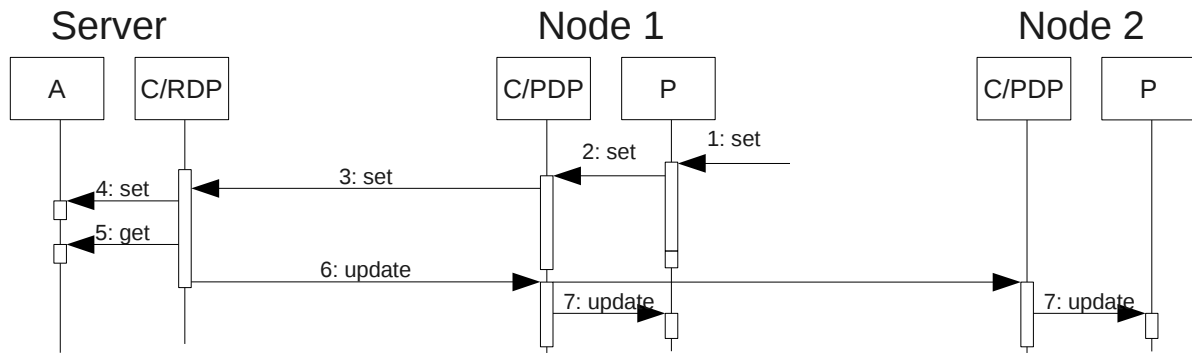 Server
Node 1
Node 2
A
C/RDP
C/PDP
P
C/PDP
P
1: set
2: set
3: set
4: set
5: get
6: update
7: update
7: update